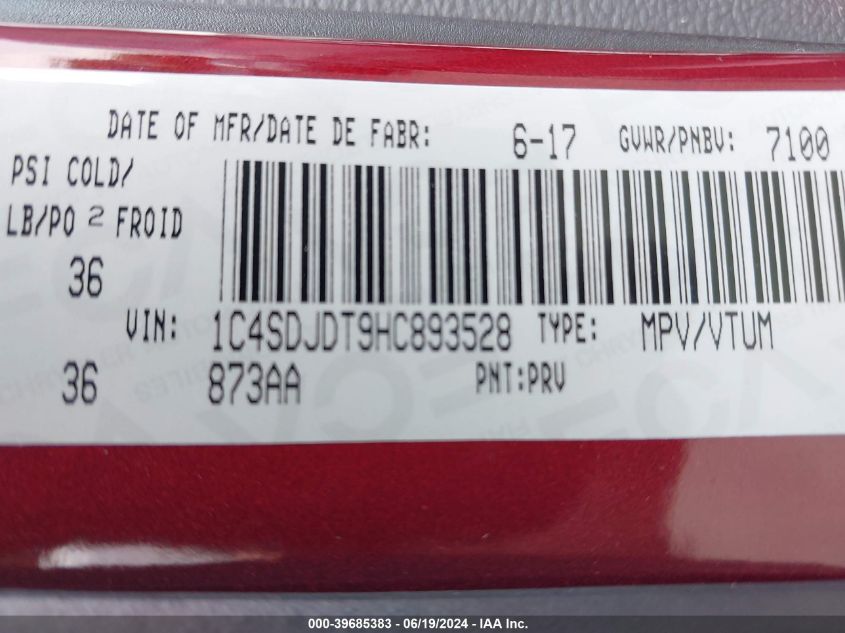 DATE OF MFR/DATE DE FABR: 6-17 GVWR/PNBV: 7100
PSI COLD/
LB/PO 2 FROID
36
VIN: 1C4SDJDT9HC893528 TYPE: MPV/VTUM
36 873AA PNT:PRV
000-39685383 / 06/19/2024 - IAA Inc.